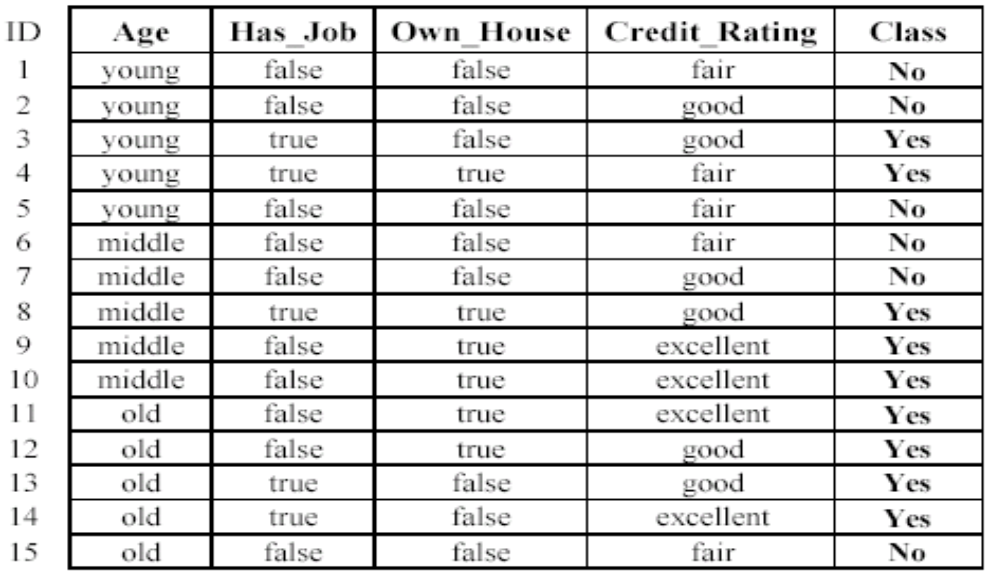 ID Age Has_Job Own_House Credit_Rating Class
1 young false false fair No
2 young false false good No
3 young true false good Yes
4 young true true fair Yes
5 young false false fair No
6 middle false false fair No
7 middle false false good No
8 middle true true good Yes
9 middle false true excellent Yes
10 middle false true excellent Yes
11 old false true excellent Yes
12 old false true good Yes
13 old true false good Yes
14 old true false excellent Yes
15 old false false fair No